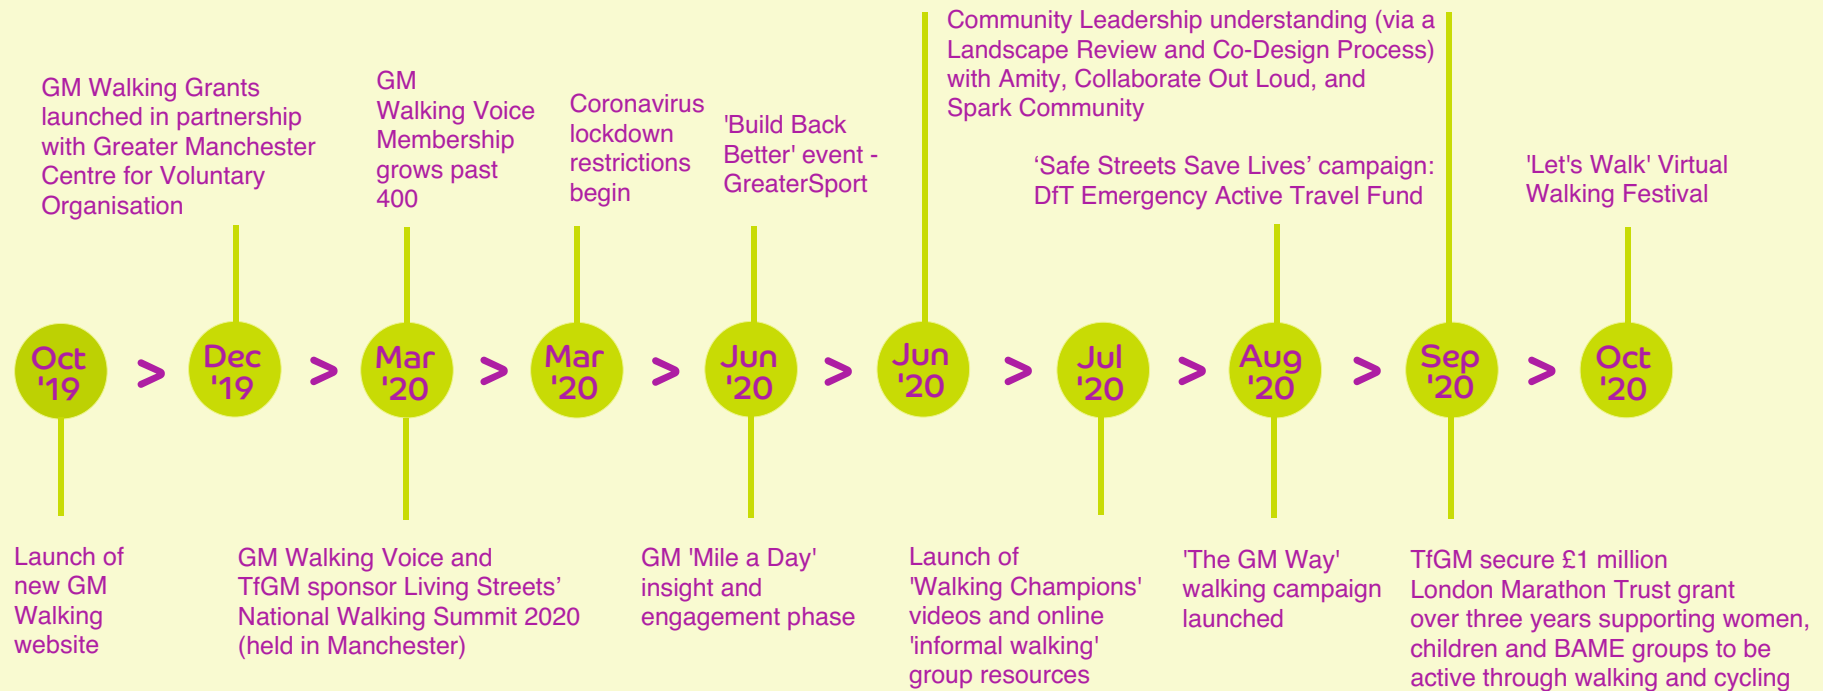 Community Leadership understanding (via a
Landscape Review and Co-Design Process)
with Amity, Collaborate Out Loud, and
Spark Community
GM Walking Grants
launched in partnership
with Greater Manchester
Centre for Voluntary
Organisation
GM
Walking Voice
Membership
grows past
400
Coronavirus
lockdown
restrictions
begin
'Build Back
Better' event -
GreaterSport
‘Safe Streets Save Lives’ campaign:
DfT Emergency Active Travel Fund
'Let's Walk' Virtual
Walking Festival
Oct
'19
>
Dec
'19
>
Mar
'20
>
Mar
'20
>
Jun
'20
>
Jun
'20
>
Jul
'20
>
Aug
'20
>
Sep
'20
>
Oct
'20
Launch of
new GM
Walking
website
GM Walking Voice and
TfGM sponsor Living Streets’
National Walking Summit 2020
(held in Manchester)
GM 'Mile a Day'
insight and
engagement phase
Launch of
'Walking Champions'
videos and online
'informal walking'
group resources
'The GM Way'
walking campaign
launched
TfGM secure £1 million
London Marathon Trust grant
over three years supporting women,
children and BAME groups to be
active through walking and cycling